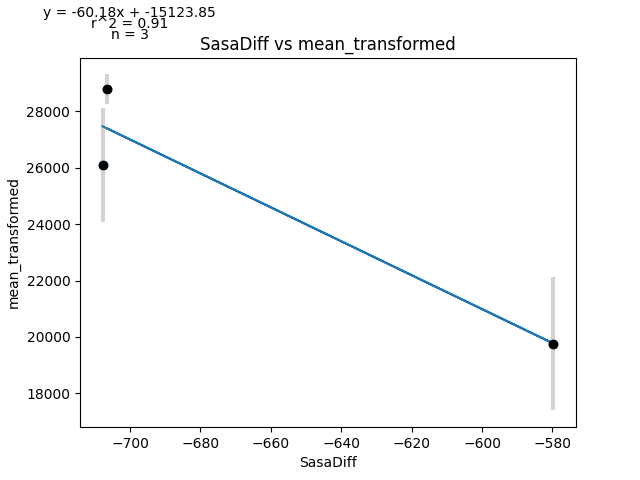 y = -60.18x + -15123.85
r^2 = 0.91
n = 3
SasaDiff vs mean_transformed
28000
26000
24000
22000
20000
18000
mean_transformed
−700
−680
−660
−640
−620
−600
−580
SasaDiff